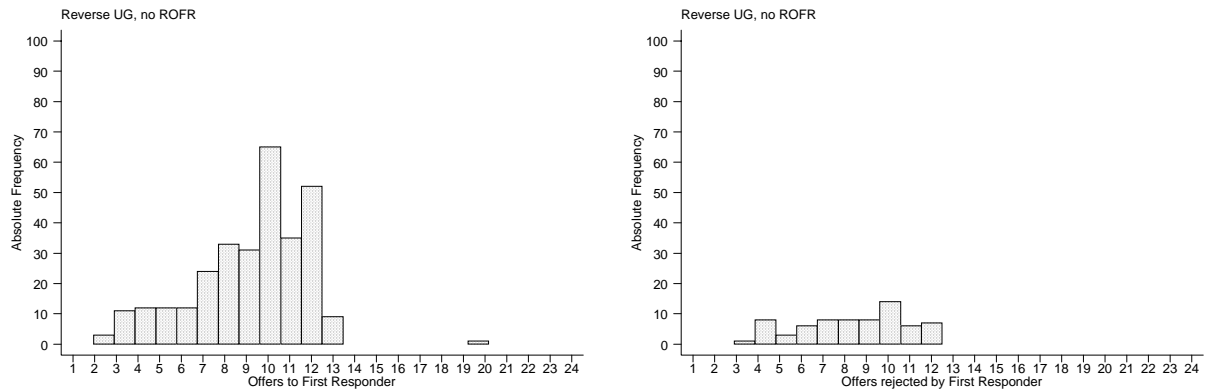 Reverse UG, no ROFR
100
90
80
70
60
50
40
30
20
10
0
Absolute Frequency
1 2 3 4 5 6 7 8 9 10 11 12 13 14 15 16 17 18 19 20 21 22 23 24
Offers to First Responder
Reverse UG, no ROFR
100
90
80
70
60
50
40
30
20
10
0
Absolute Frequency
1 2 3 4 5 6 7 8 9 10 11 12 13 14 15 16 17 18 19 20 21 22 23 24
Offers rejected by First Responder